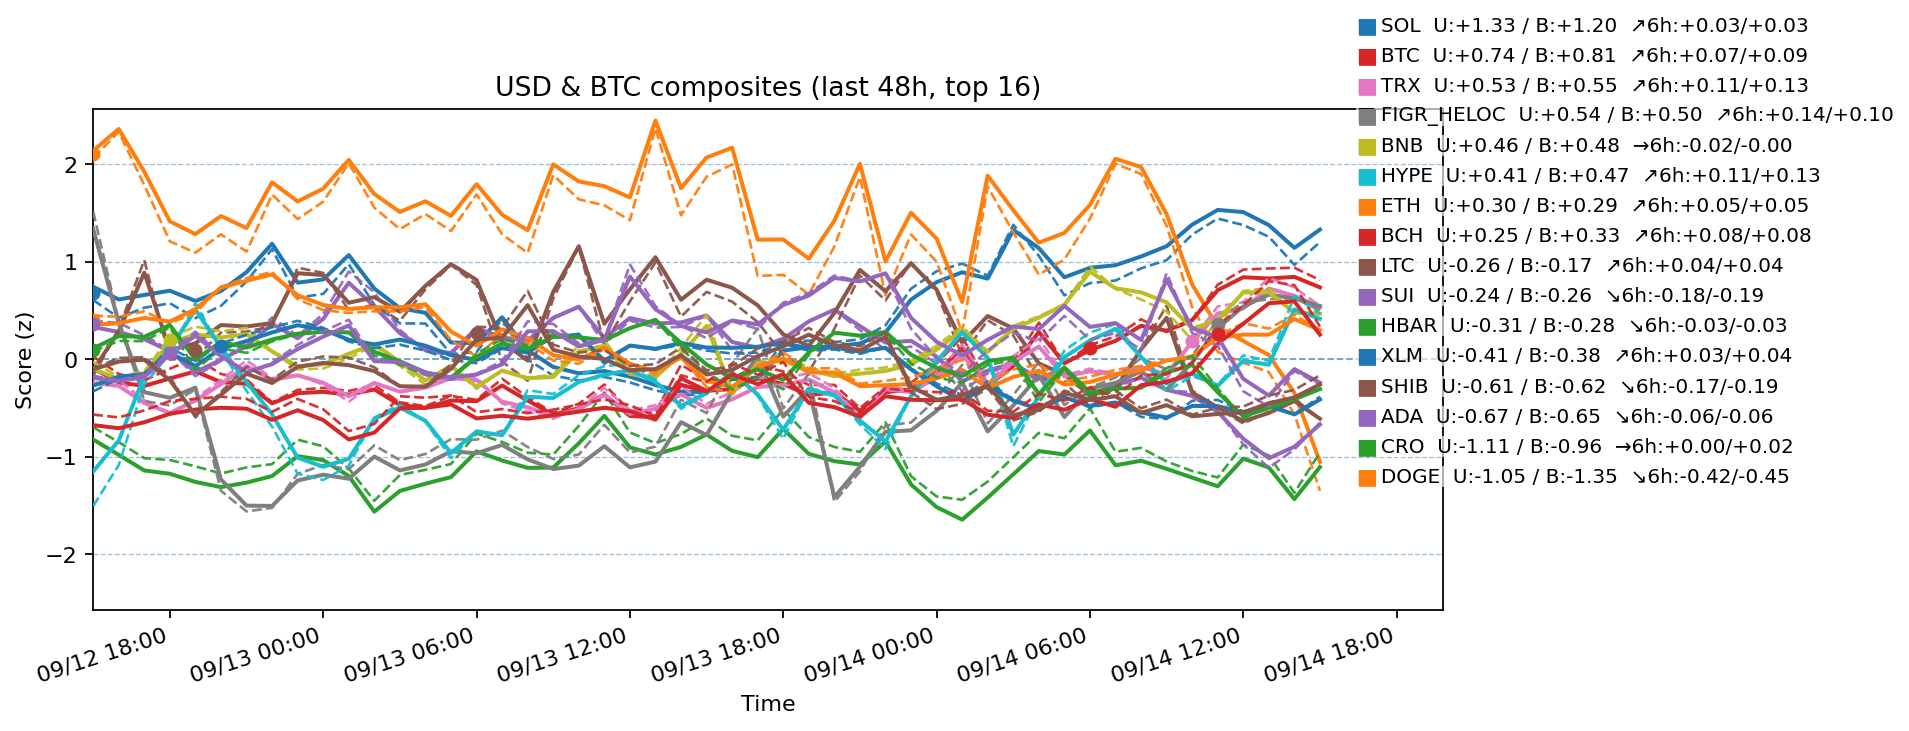 SOL U:+1.33 / B:+1.20 ↗6h:+0.03/+0.03
BTC U:+0.74 / B:+0.81 ↗6h:+0.07/+0.09
TRX U:+0.53 / B:+0.55 ↗6h:+0.11/+0.13
FIGR_HELOC U:+0.54 / B:+0.50 ↗6h:+0.14/+0.10
BNB U:+0.46 / B:+0.48 →6h:-0.02/-0.00
HYPE U:+0.41 / B:+0.47 ↗6h:+0.11/+0.13
ETH U:+0.30 / B:+0.29 ↗6h:+0.05/+0.05
BCH U:+0.25 / B:+0.33 ↗6h:+0.08/+0.08
LTC U:-0.26 / B:-0.17 ↗6h:+0.04/+0.04
SUI U:-0.24 / B:-0.26 ↘6h:-0.18/-0.19
HBAR U:-0.31 / B:-0.28 ↘6h:-0.03/-0.03
XLM U:-0.41 / B:-0.38 ↗6h:+0.03/+0.04
SHIB U:-0.61 / B:-0.62 ↘6h:-0.17/-0.19
ADA U:-0.67 / B:-0.65 ↘6h:-0.06/-0.06
CRO U:-1.11 / B:-0.96 →6h:+0.00/+0.02
DOGE U:-1.05 / B:-1.35 ↘6h:-0.42/-0.45
USD & BTC composites (last 48h, top 16)
Score (z)
2
1
0
−1
−2
09/12 18:00
09/13 00:00
09/13 06:00
09/13 12:00
09/13 18:00
09/14 00:00
09/14 06:00
09/14 12:00
09/14 18:00
Time